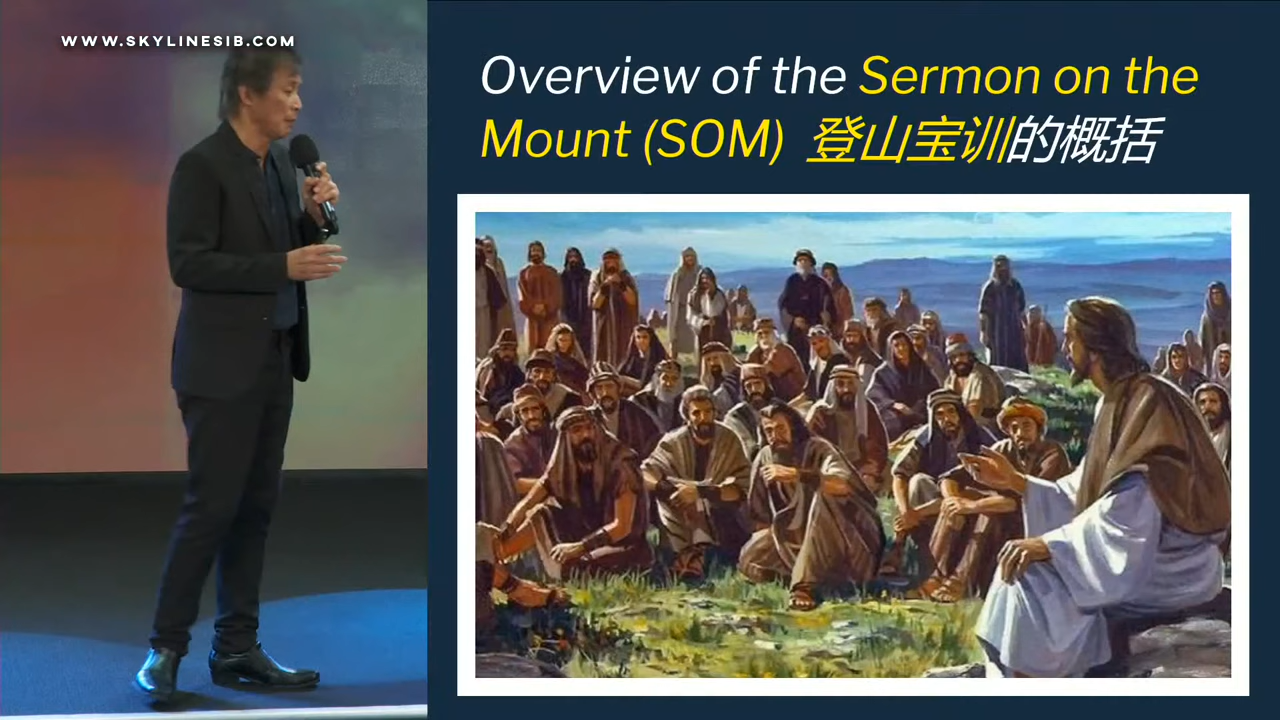 WWW.SKYLINESIB.COM
Overview of the Sermon on the
Mount (SOM) 登山宝训的概括